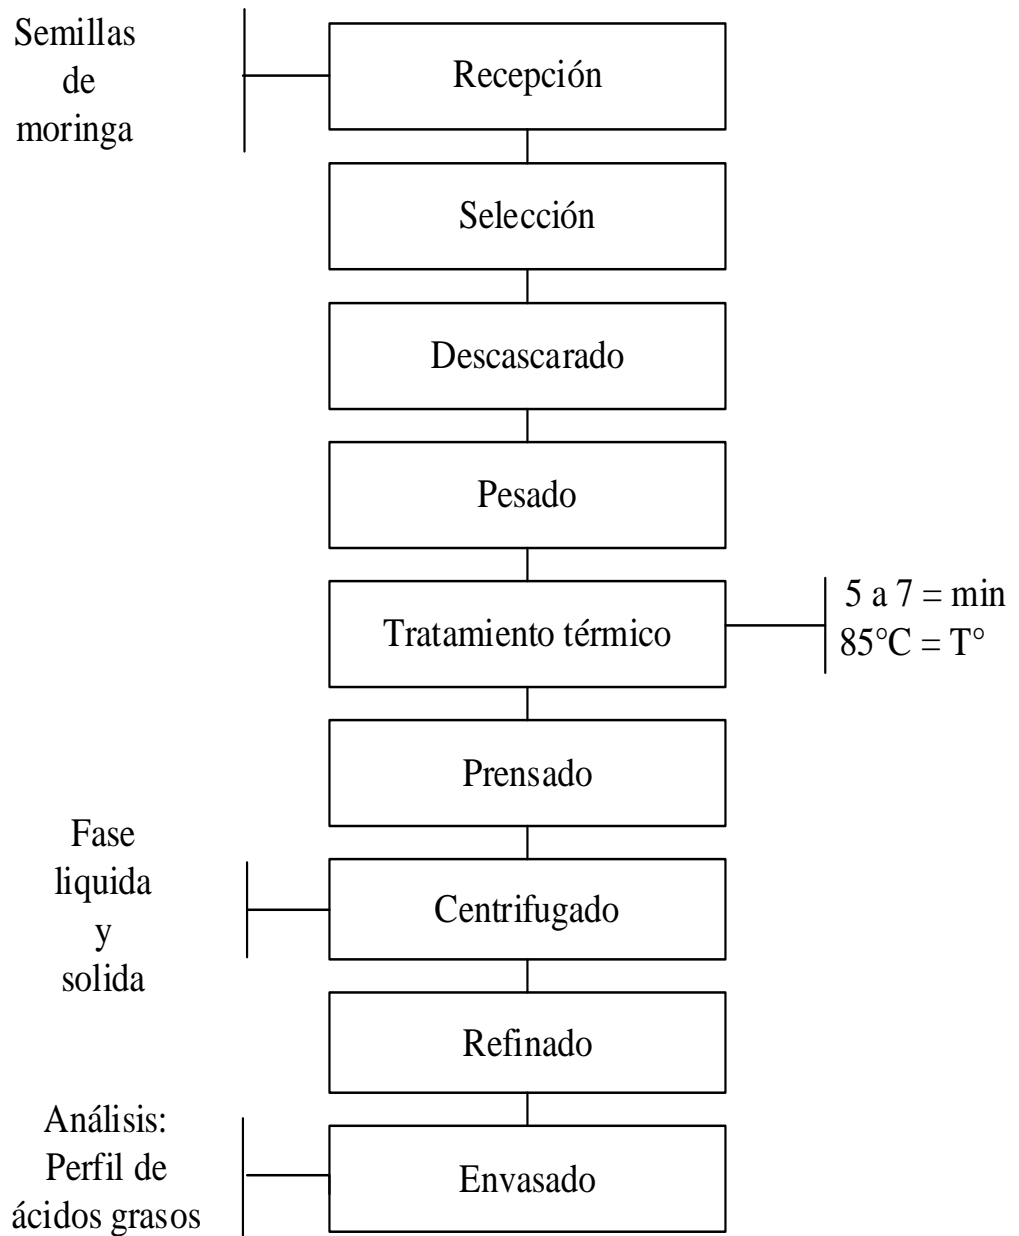 Semillas
de
moringa
Recepción
Selección
Descascarado
Pesado
Tratamiento térmico
5 a 7 = min
85°C = T°
Prensado
Fase
liquida
y
solida
Centrifugado
Refinado
Análisis:
Perfil de
ácidos grasos
Envasado